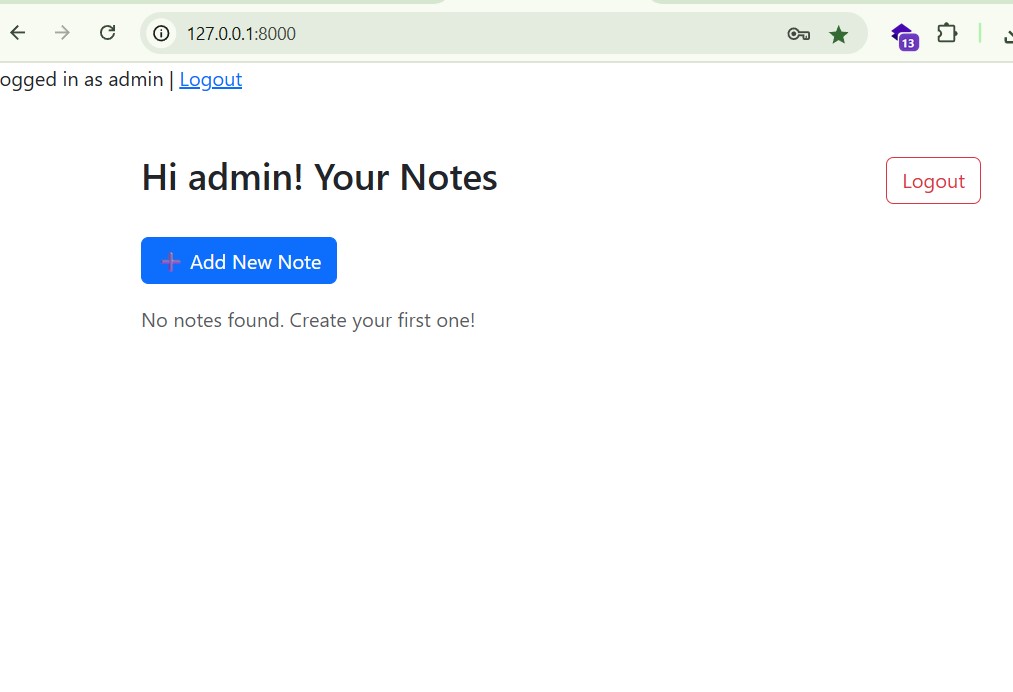 127.0.0.1:8000
13
ogged in as admin | Logout
Hi admin! Your Notes
Logout
Add New Note
No notes found. Create your first one!